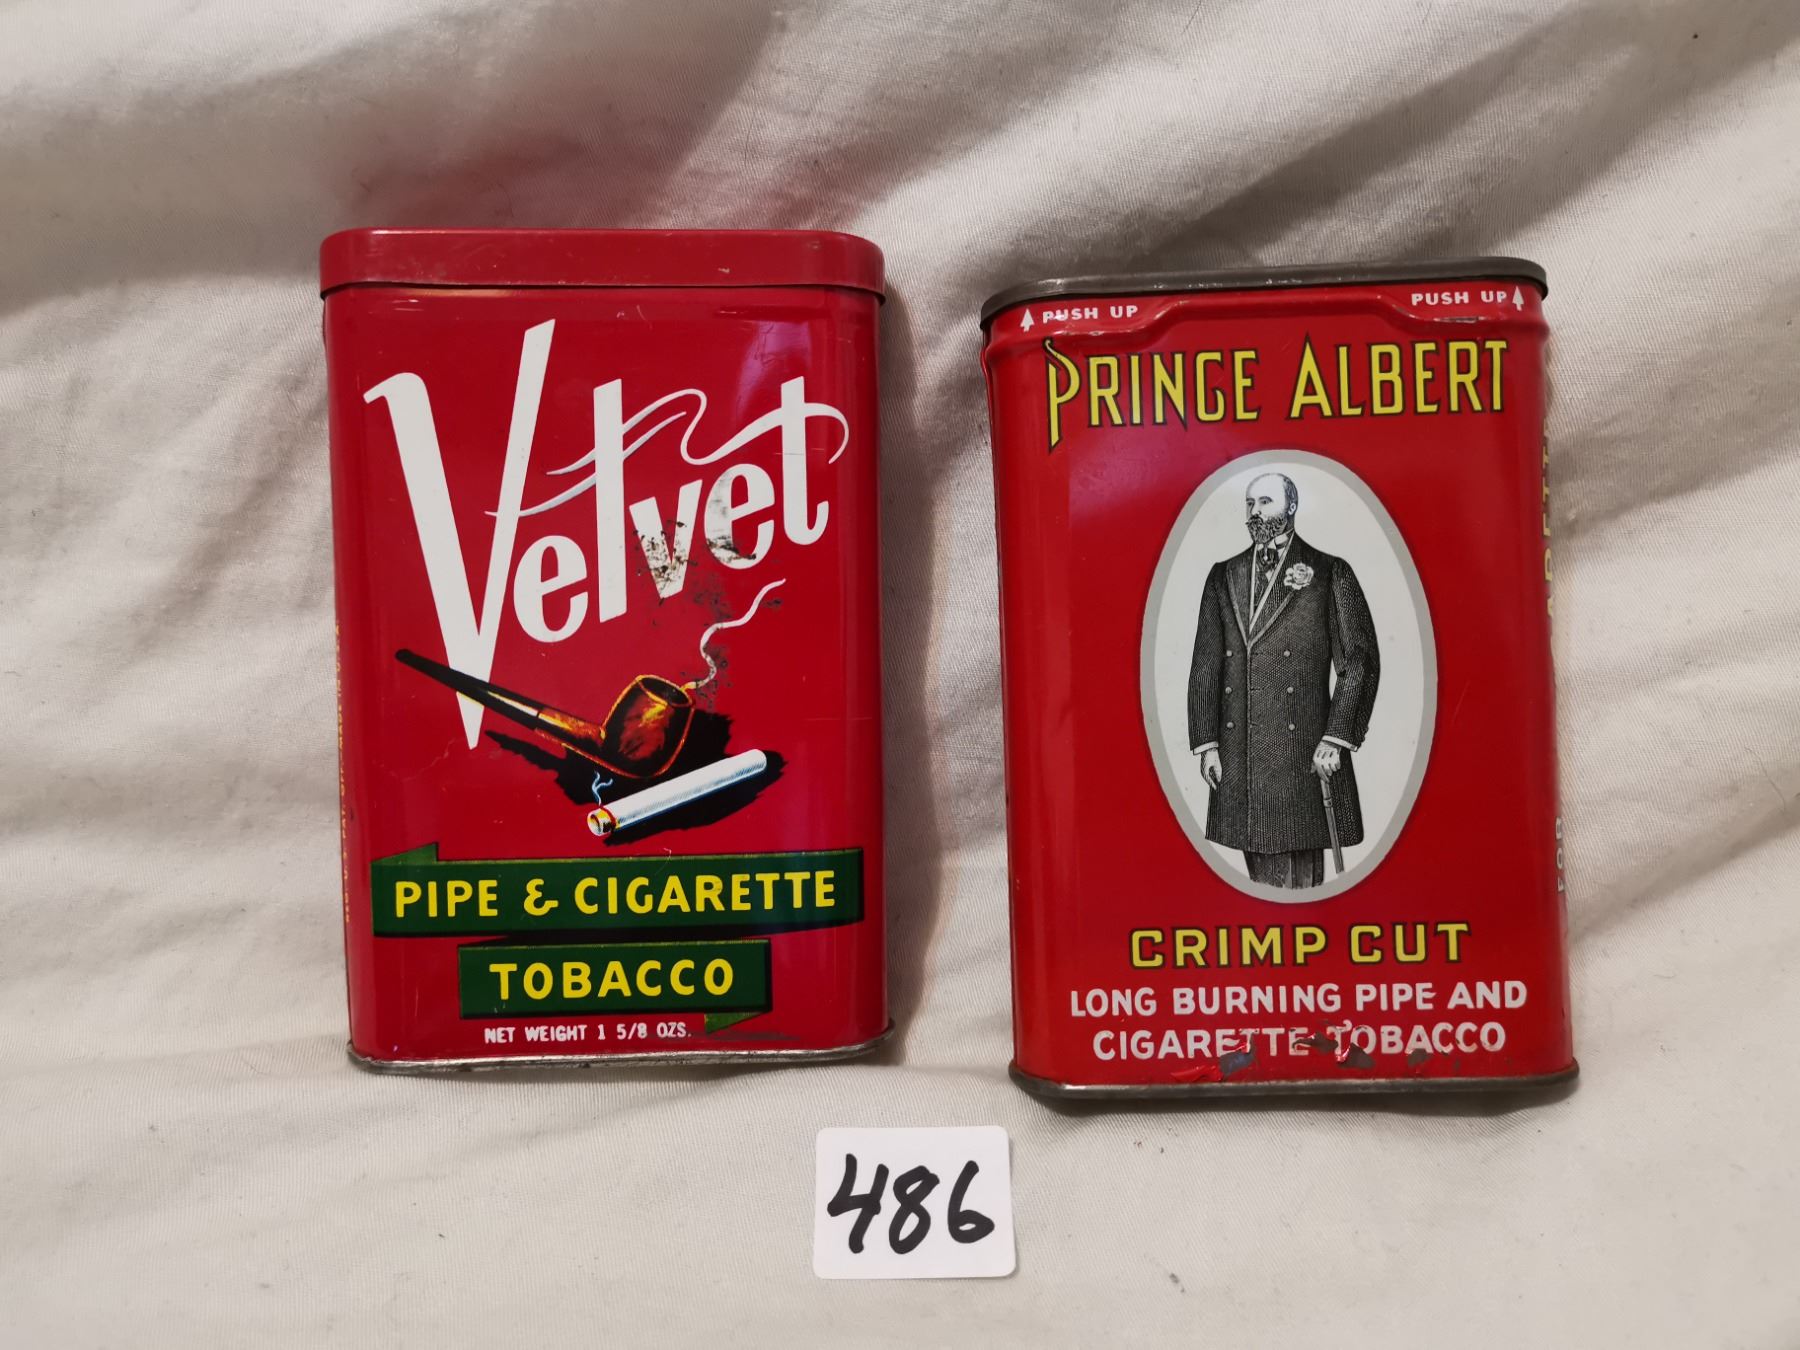 Velvet
PIPE & CIGARETTE
TOBACCO
NET WEIGHT 1 5/8 OZS.
PUSH UP PUSH UP
PRINCE ALBERT
CRIMP CUT
LONG BURNING PIPE AND
CIGARETTE TOBACCO
FOR
486